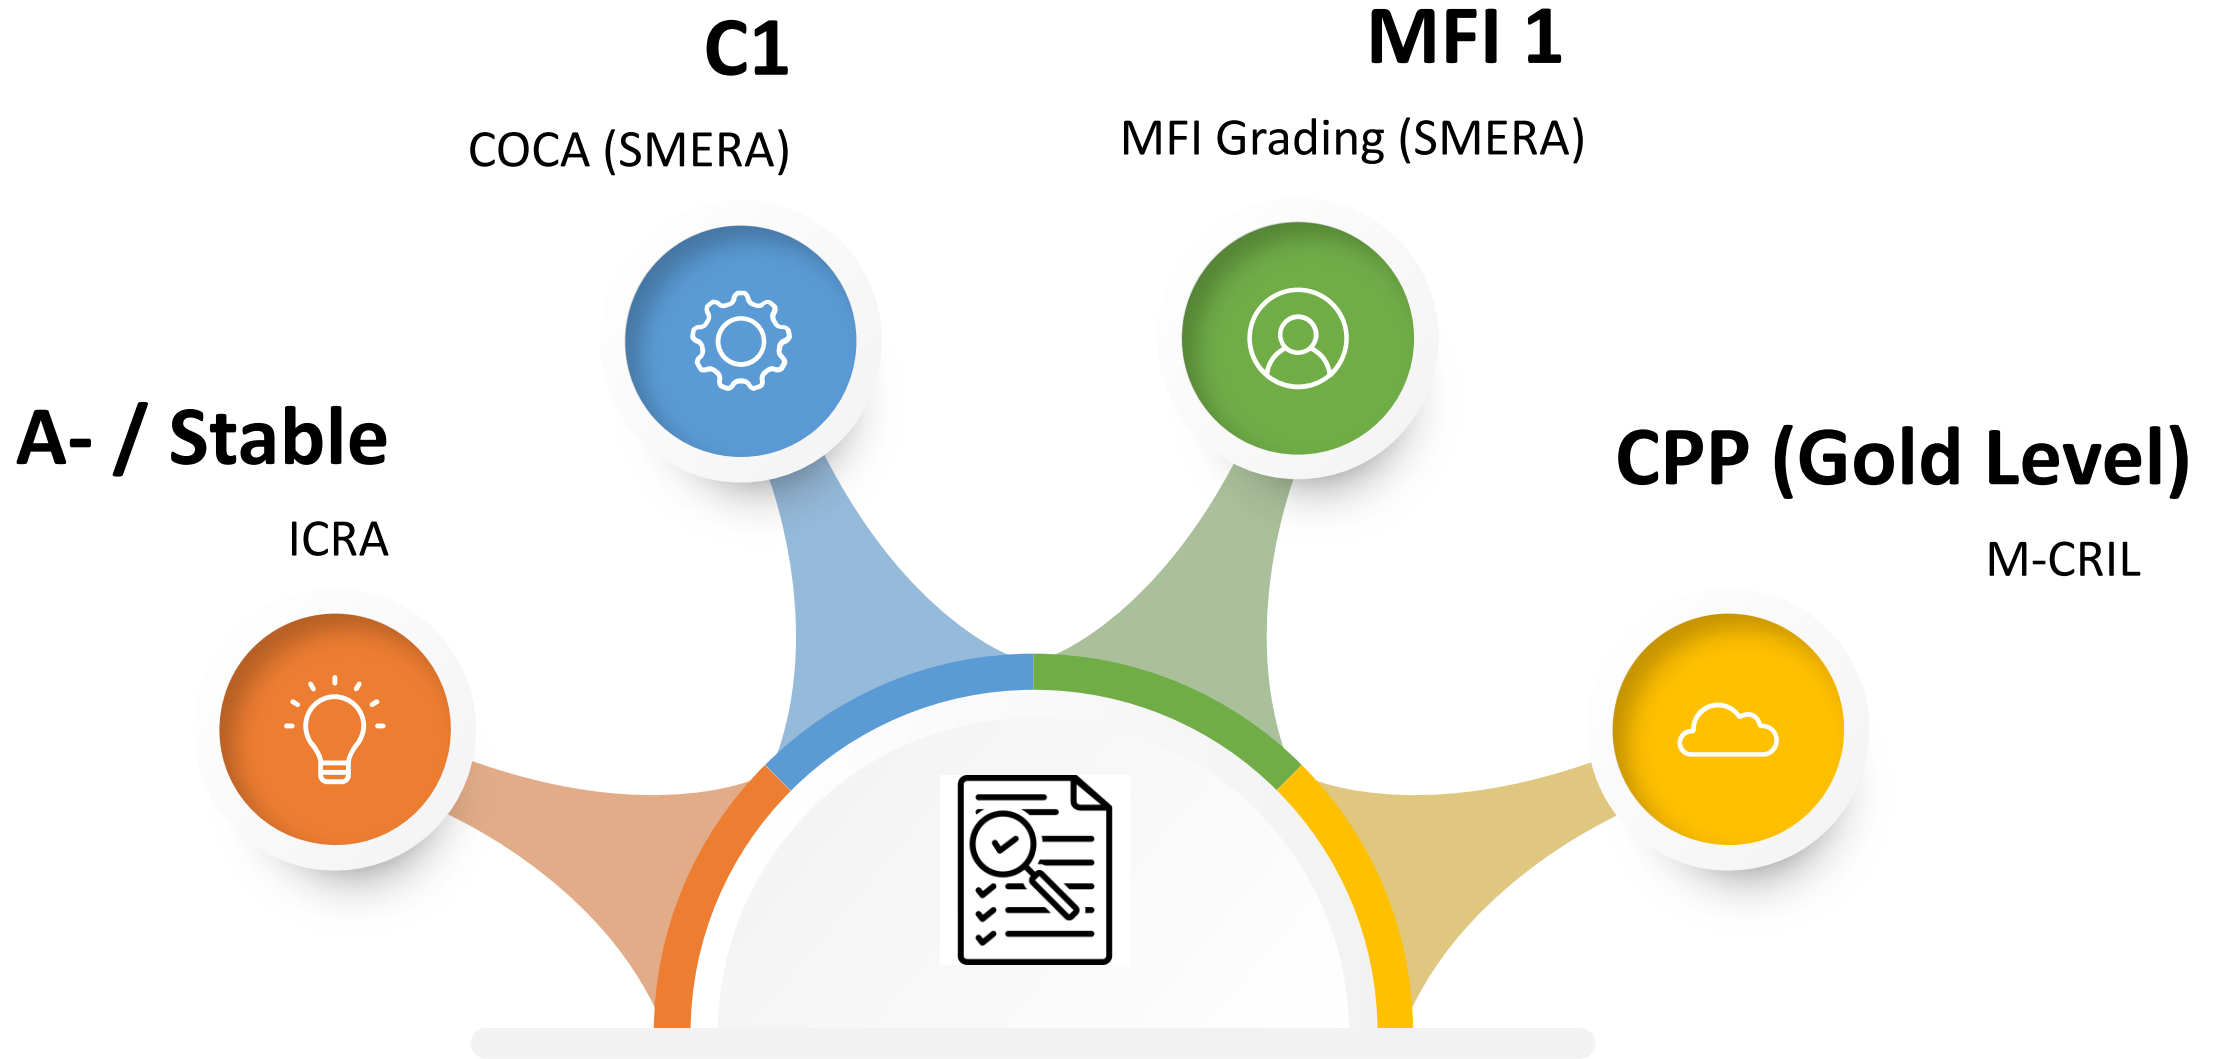 C1
COCA (SMERA)
MFI 1
MFI Grading (SMERA)
A- / Stable
ICRA
CPP (Gold Level)
M-CRIL